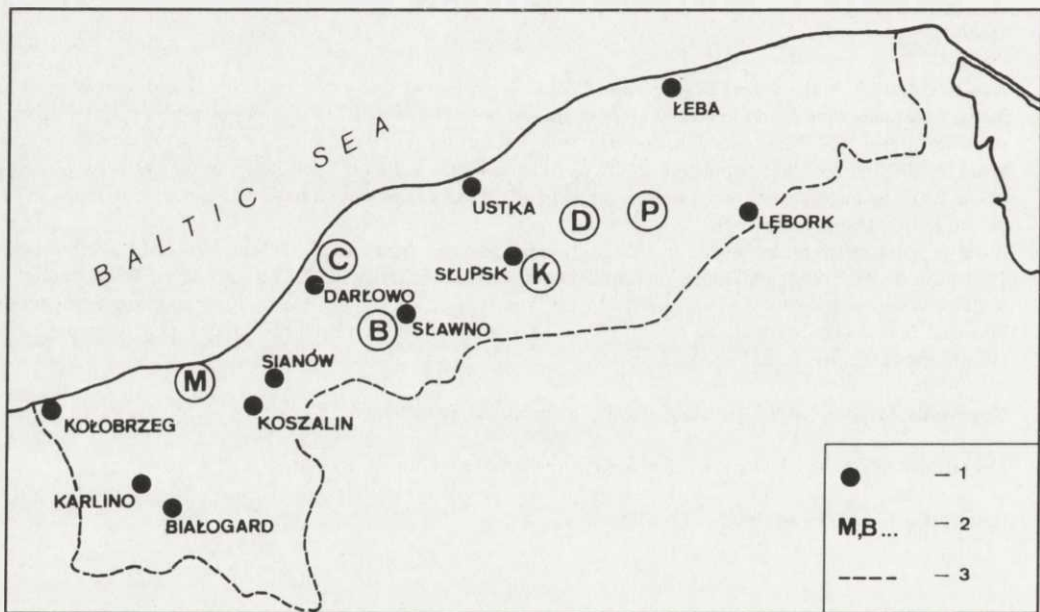 BALTIC SEA
ŁEBA
USTKA
D
P
LĘBORK
SŁUPSK
K
C
DARŁOWO
B
SŁAWNO
SIANÓW
M
KOSZALIN
KOŁOBRZEG
KARLINO
BIAŁOGARD
– 1
M,B... – 2
– 3